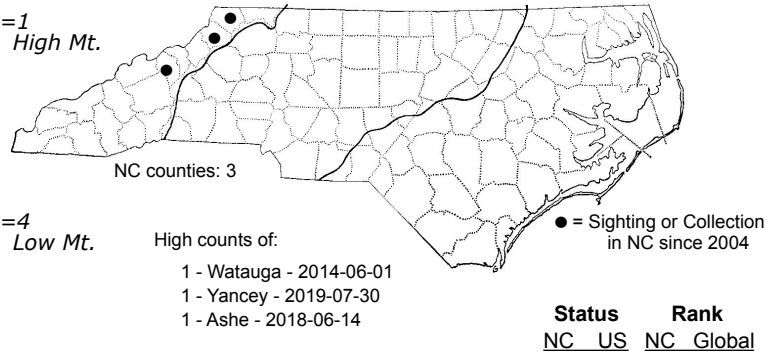 =1
High Mt.
NC counties: 3
=4
Low Mt.
High counts of:
1 - Watauga - 2014-06-01
1 - Yancey - 2019-07-30
1 - Ashe - 2018-06-14
● = Sighting or Collection
in NC since 2004
Status Rank
NC US NC Global